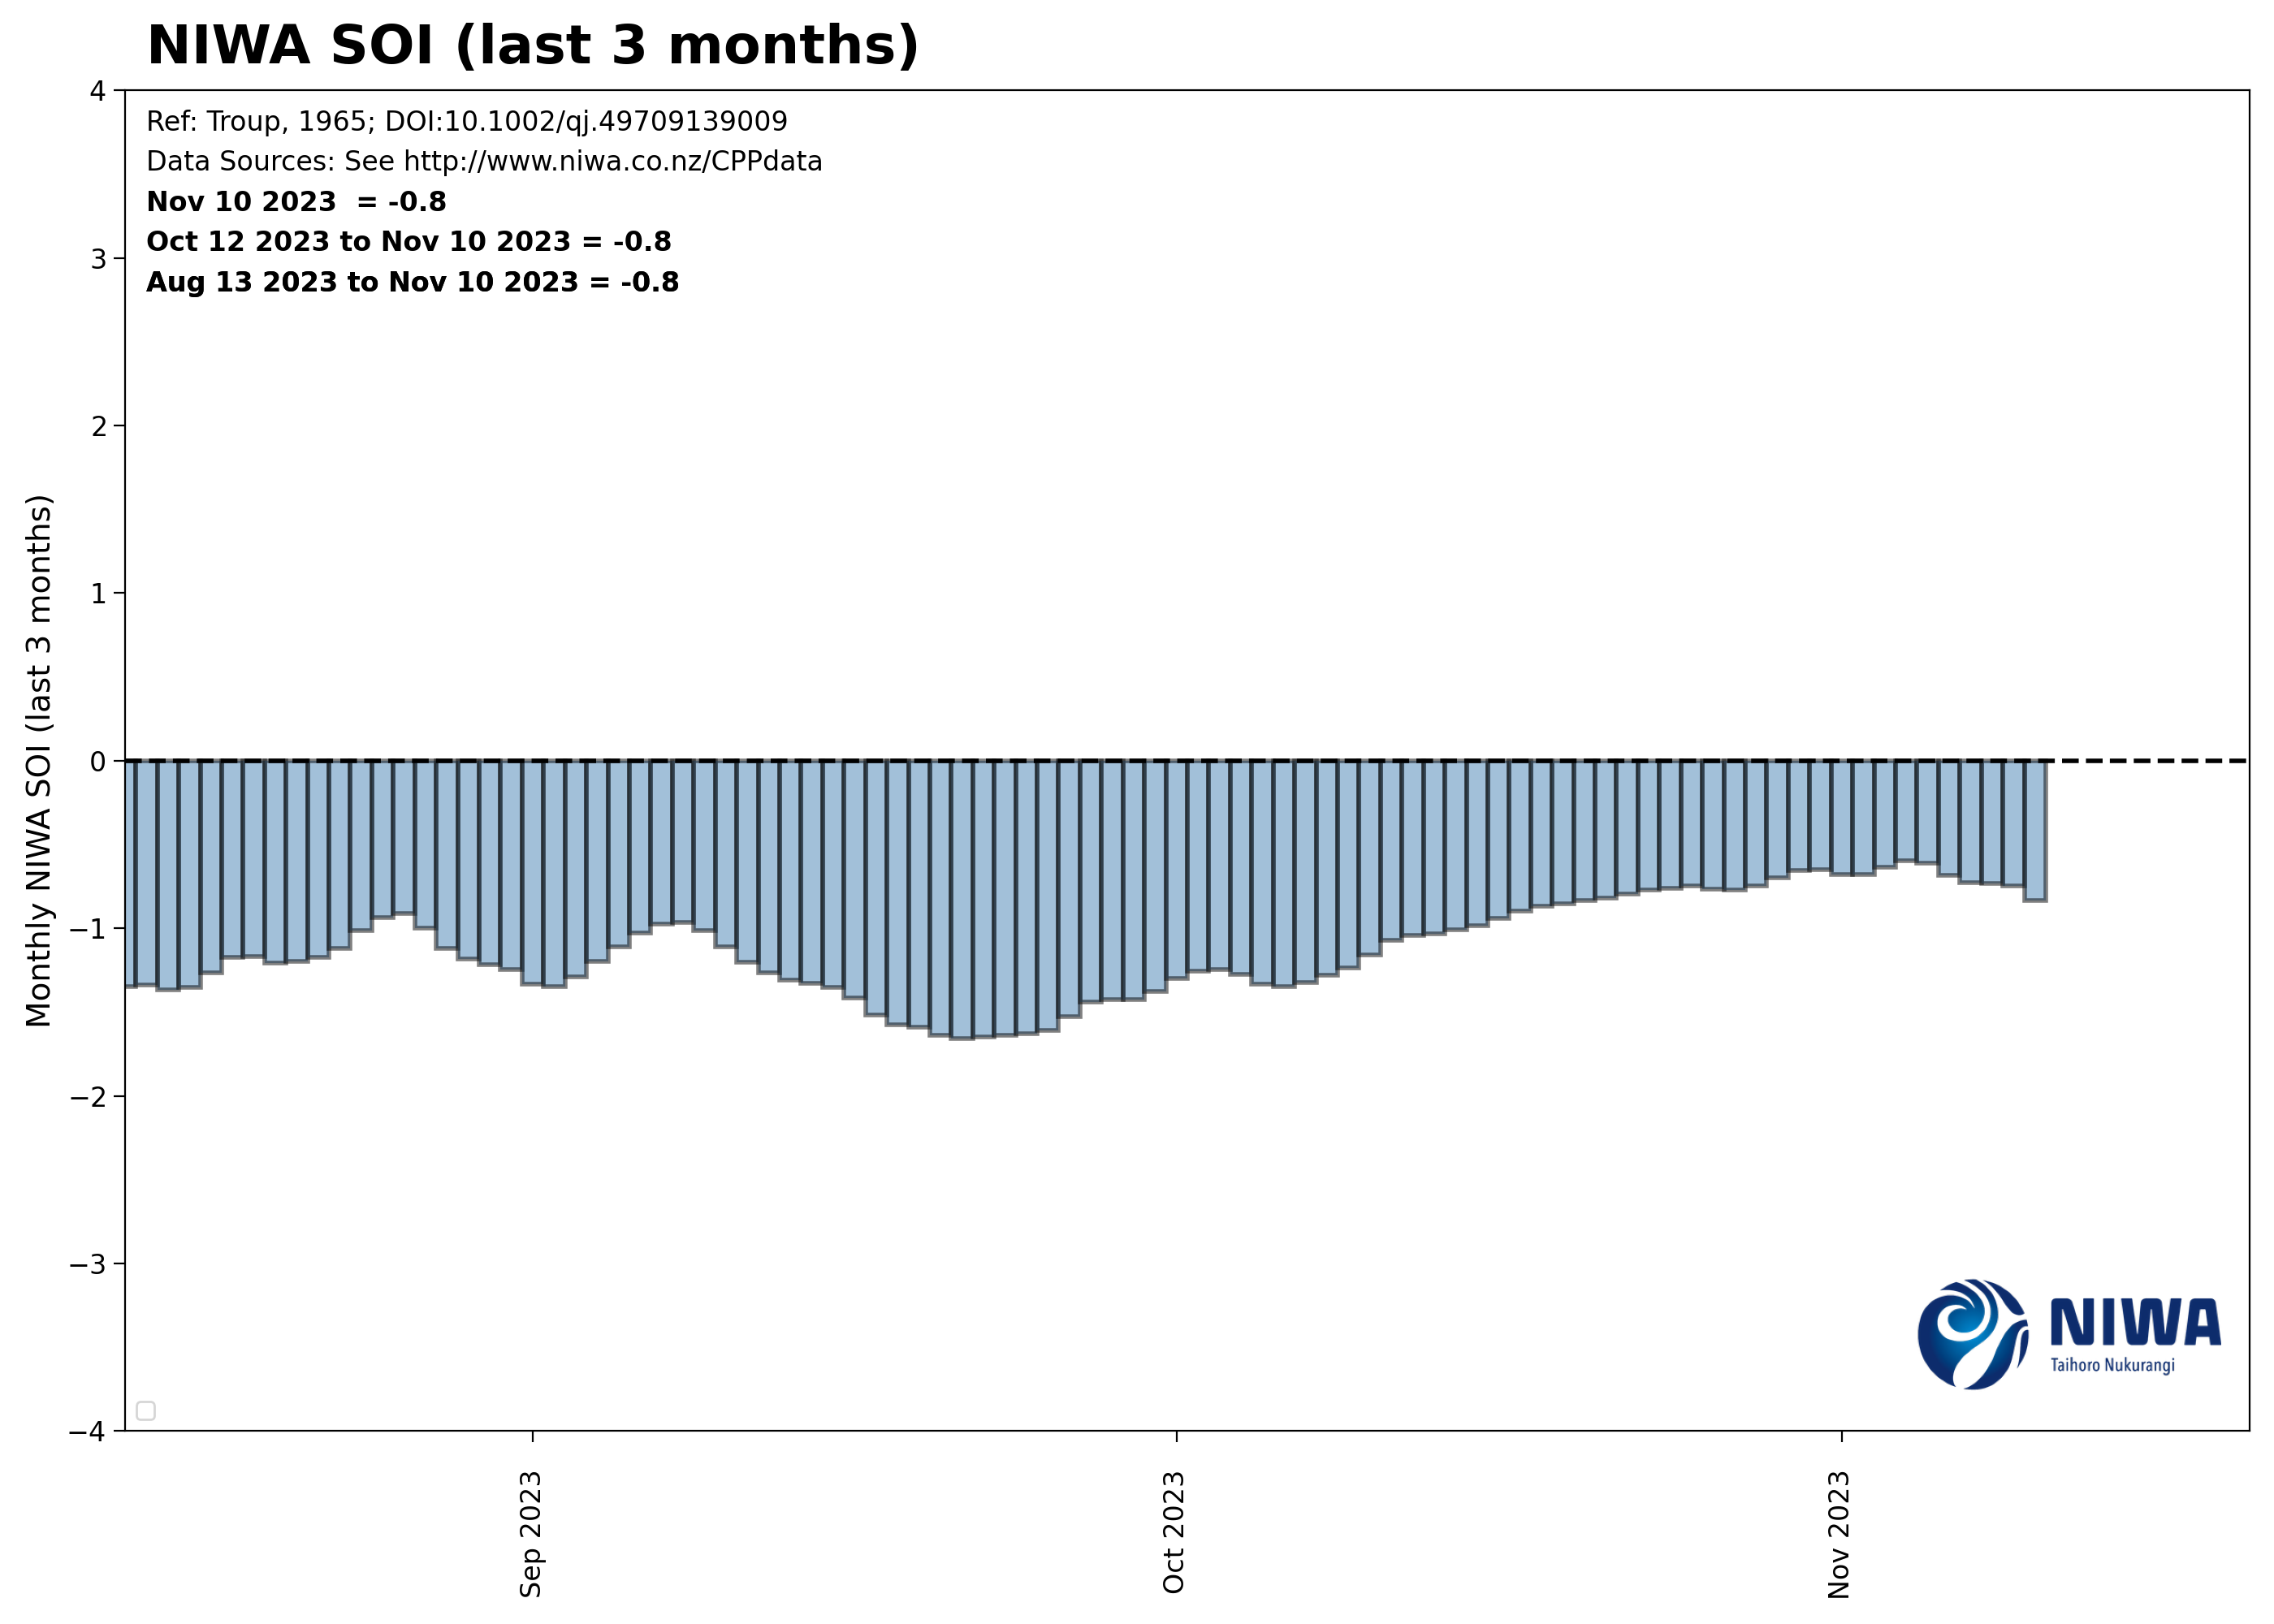 NIWA SOI (last 3 months)
Ref: Troup, 1965; DOI:10.1002/qj.49709139009
Data Sources: See http://www.niwa.co.nz/CPPdata
Nov 10 2023  = -0.8
Oct 12 2023 to Nov 10 2023 = -0.8
Aug 13 2023 to Nov 10 2023 = -0.8
Monthly NIWA SOI (last 3 months)
4
3
2
1
0
−1
−2
−3
−4
Sep 2023
Oct 2023
Nov 2023
NIWA
Taihoro Nukurangi